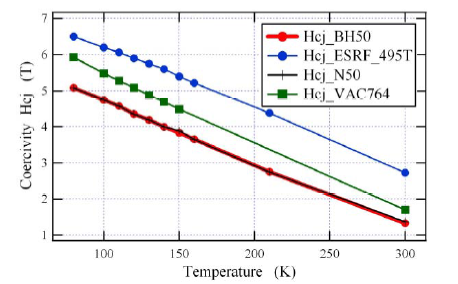 7
6
5
4
3
2
1
Coercivity Hcj (T)
Hcj_BH50
Hcj_ESRF_495T
Hcj_N50
Hcj_VAC764
100
150
200
250
300
Temperature (K)